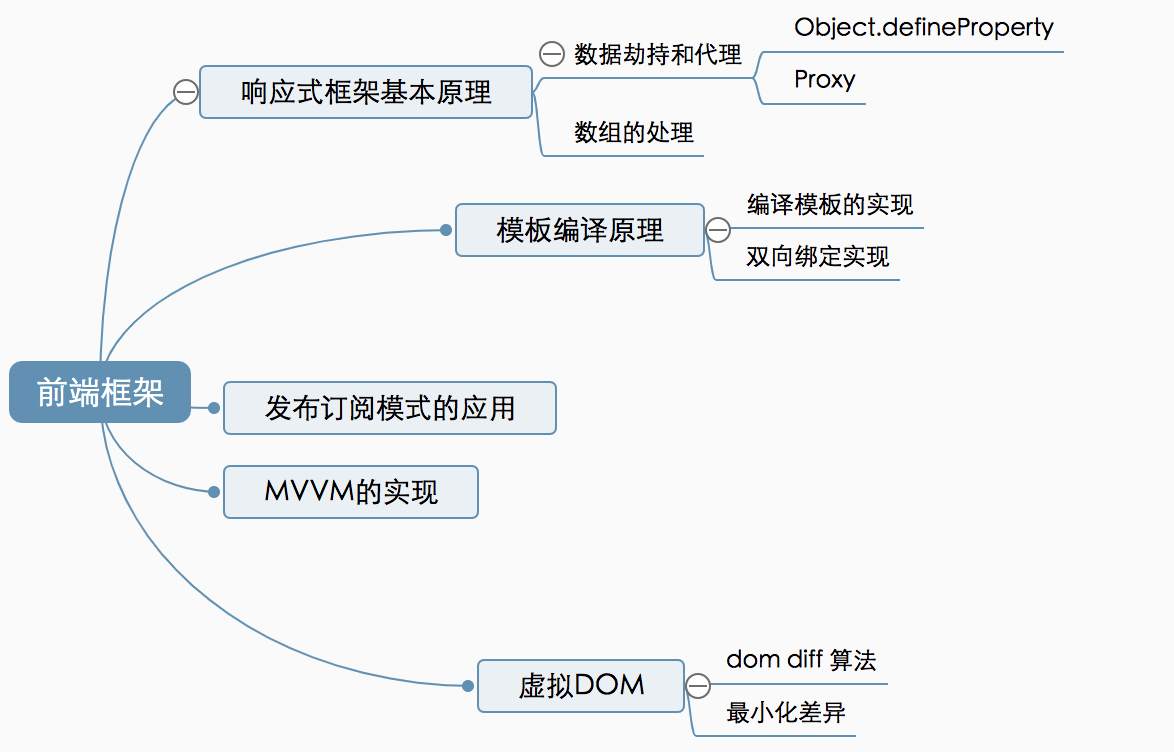 前端框架
响应式框架基本原理
数据劫持和代理
Object.defineProperty
Proxy
数组的处理
模板编译原理
编译模板的实现
双向绑定实现
发布订阅模式的应用
MVVM的实现
虚拟DOM
dom diff 算法
最小化差异